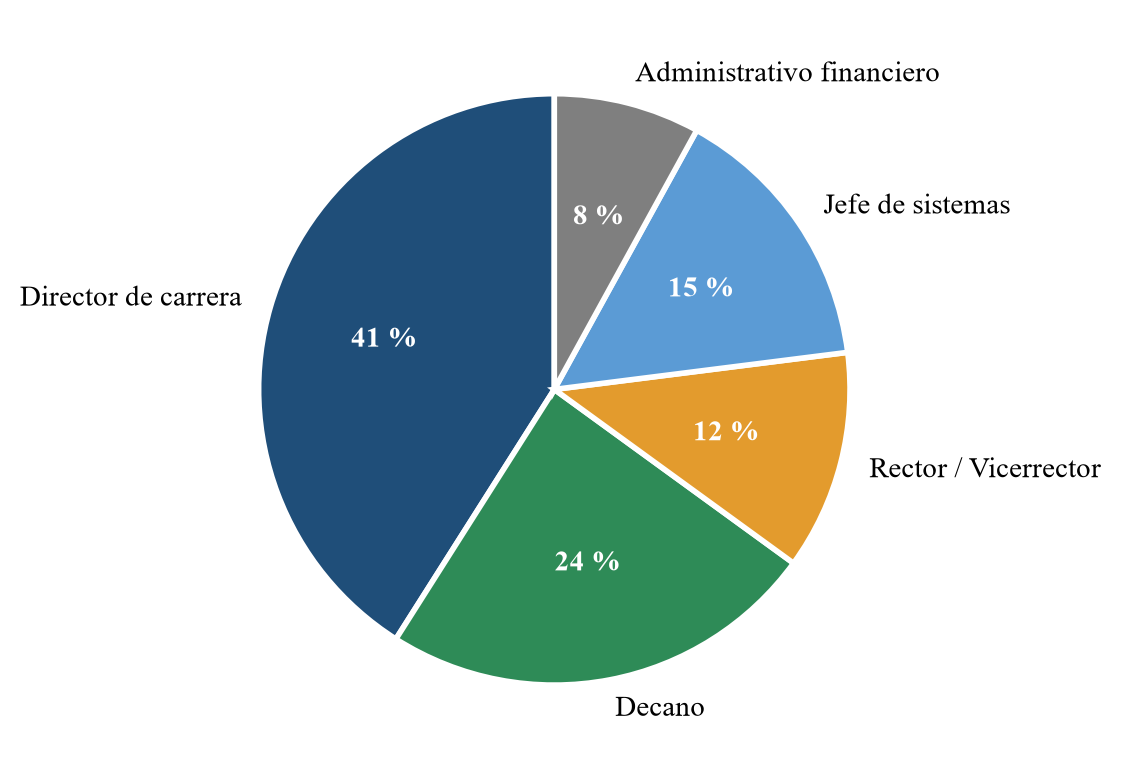 Administrativo financiero
8 %
Jefe de sistemas
15 %
Director de carrera
41 %
12 %
Rector / Vicerrector
24 %
Decano